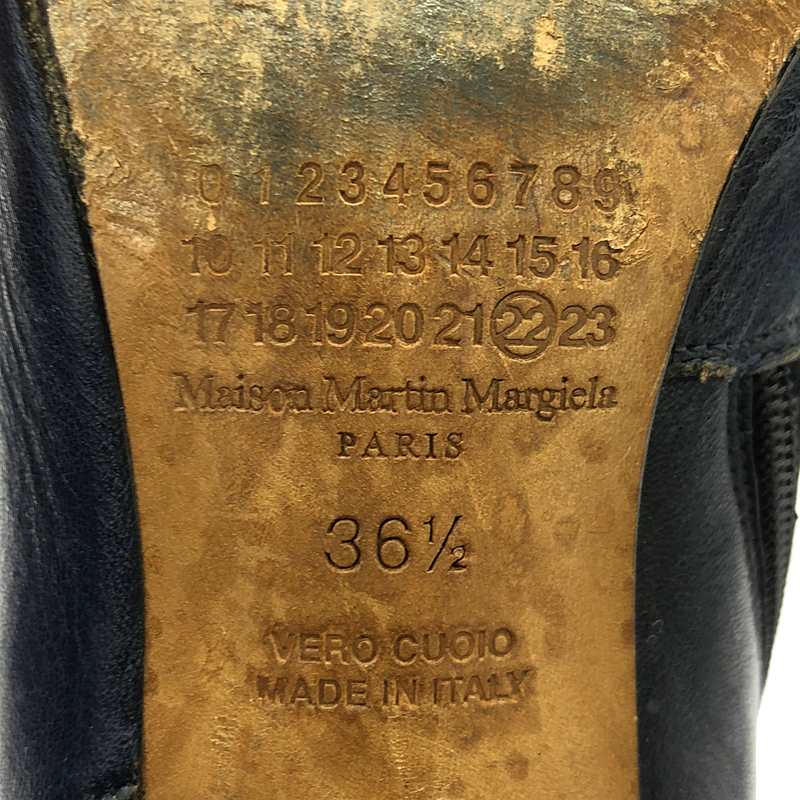 0 1 2 3 4 5 6 7 8 9
10 11 12 13 14 15 16
17 18 19 20 21 22 23
Maison Martin Margiela
PARIS
36½
VERO CUOIO
MADE IN ITALY